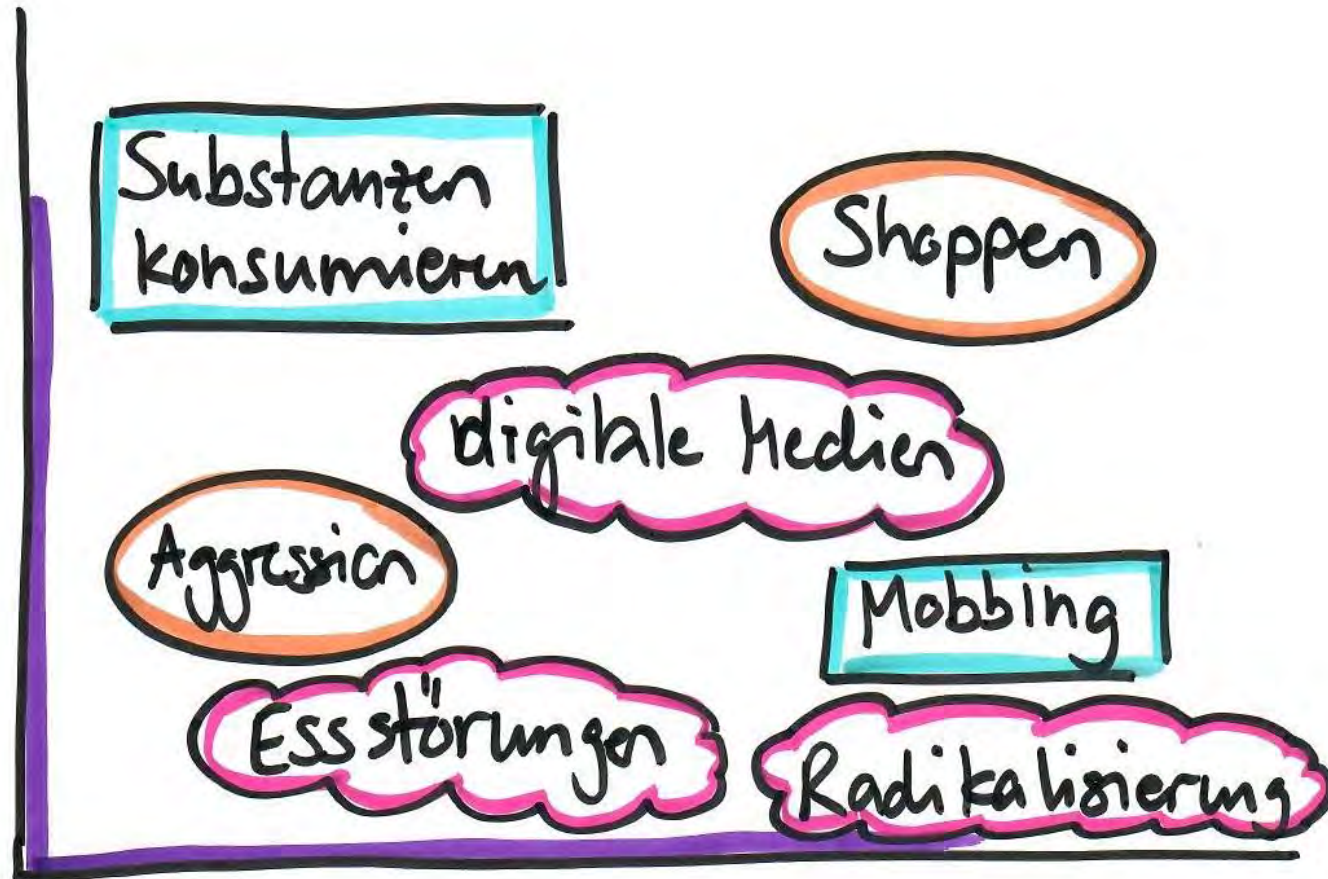 Substanzen
konsumieren
Shoppen
digitale Medien
Aggression
Mobbing
Essstörungen
Radikalisierung